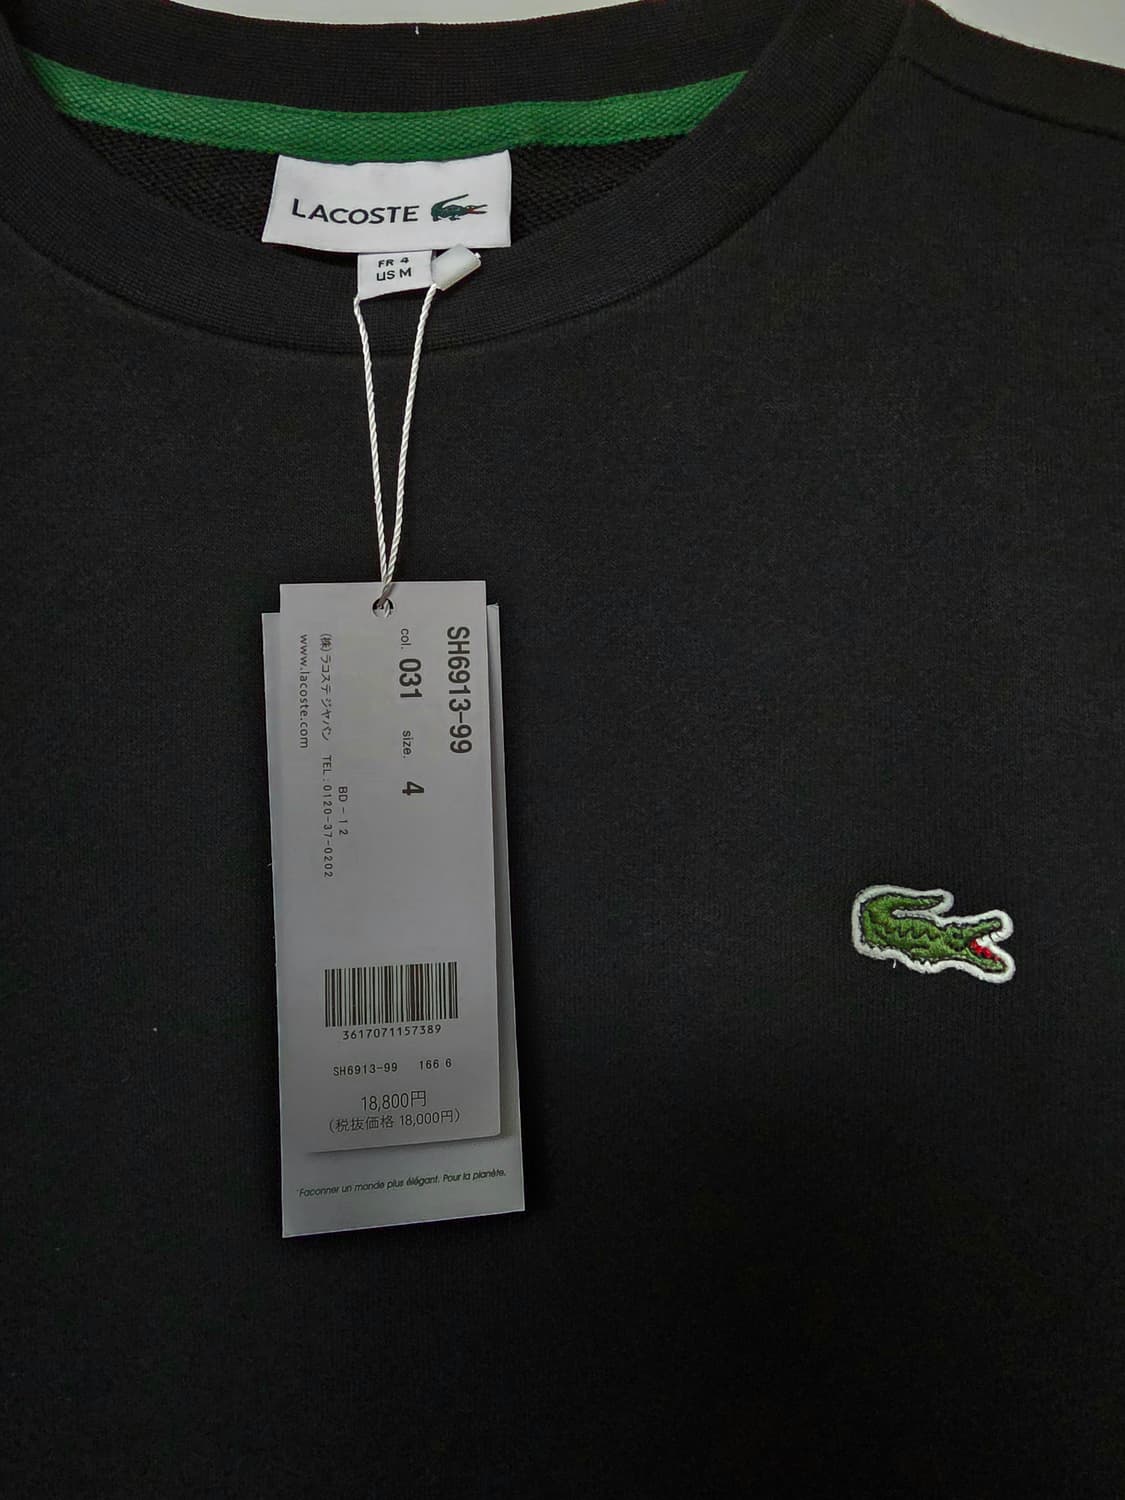 LACOSTE
FR 4
US M
SH6913-99
col. 031 size. 4
BD-12
(株)ラコステ ジャパン TEL:0120-37-0202
www.lacoste.com
3617071157389
SH6913-99 166 6
18,800円
(税抜価格 18,000円)
"Faconner un monde plus élégant. Pour la planète.